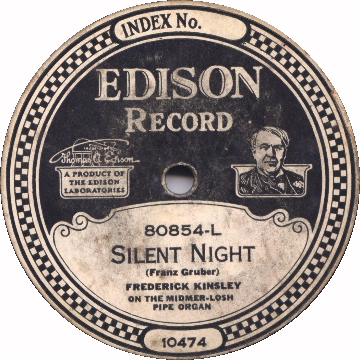 INDEX No.
EDISON
RECORD
Thomas A Edison
A PRODUCT OF
THE EDISON
LABORATORIES
80854-L
SILENT NIGHT
(Franz Gruber)
FREDERICK KINSLEY
ON THE MIDMER-LOSH
PIPE ORGAN
10474